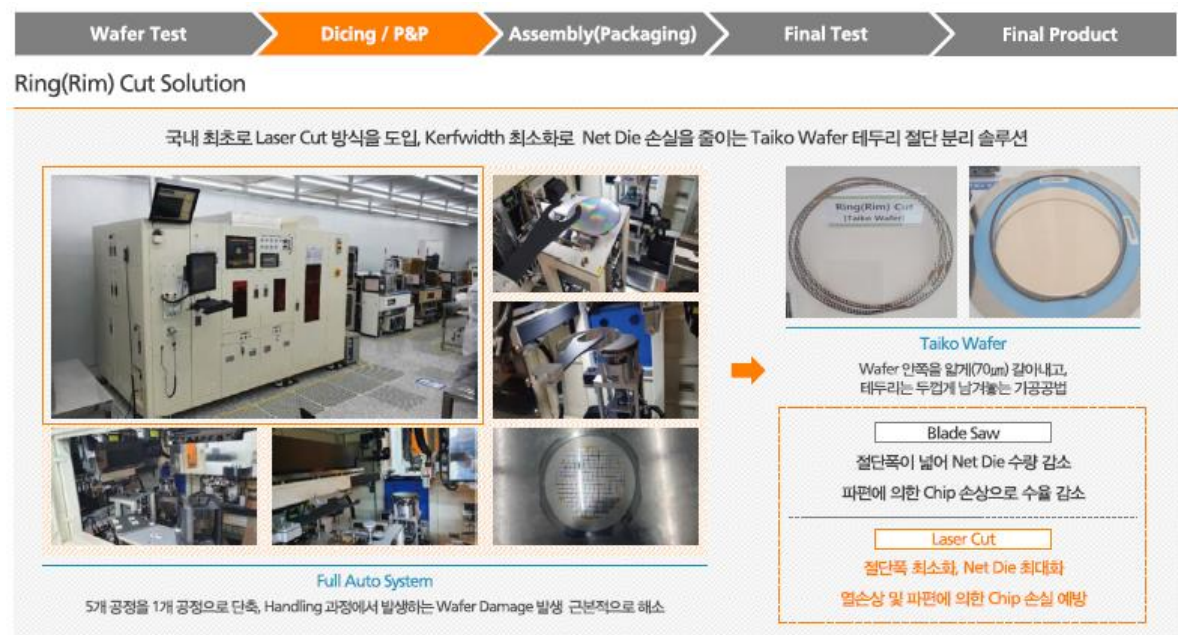 Wafer Test
Dicing / P&P
Assembly(Packaging)
Final Test
Final Product
Ring(Rim) Cut Solution
국내 최초로 Laser Cut 방식을 도입, Kerfwidth 최소화로 Net Die 손실을 줄이는 Taiko Wafer 테두리 절단 분리 솔루션
Ring(Rim) Cut
(Taiko Wafer)
Taiko Wafer
Wafer 안쪽을 얇게(70㎛) 갈아내고,
테두리는 두껍게 남겨놓는 가공공법
Blade Saw
절단폭이 넓어 Net Die 수량 감소
파편에 의한 Chip 손상으로 수율 감소
Laser Cut
절단폭 최소화, Net Die 최대화
열손상 및 파편에 의한 Chip 손실 예방
Full Auto System
5개 공정을 1개 공정으로 단축, Handling 과정에서 발생하는 Wafer Damage 발생 근본적으로 해소